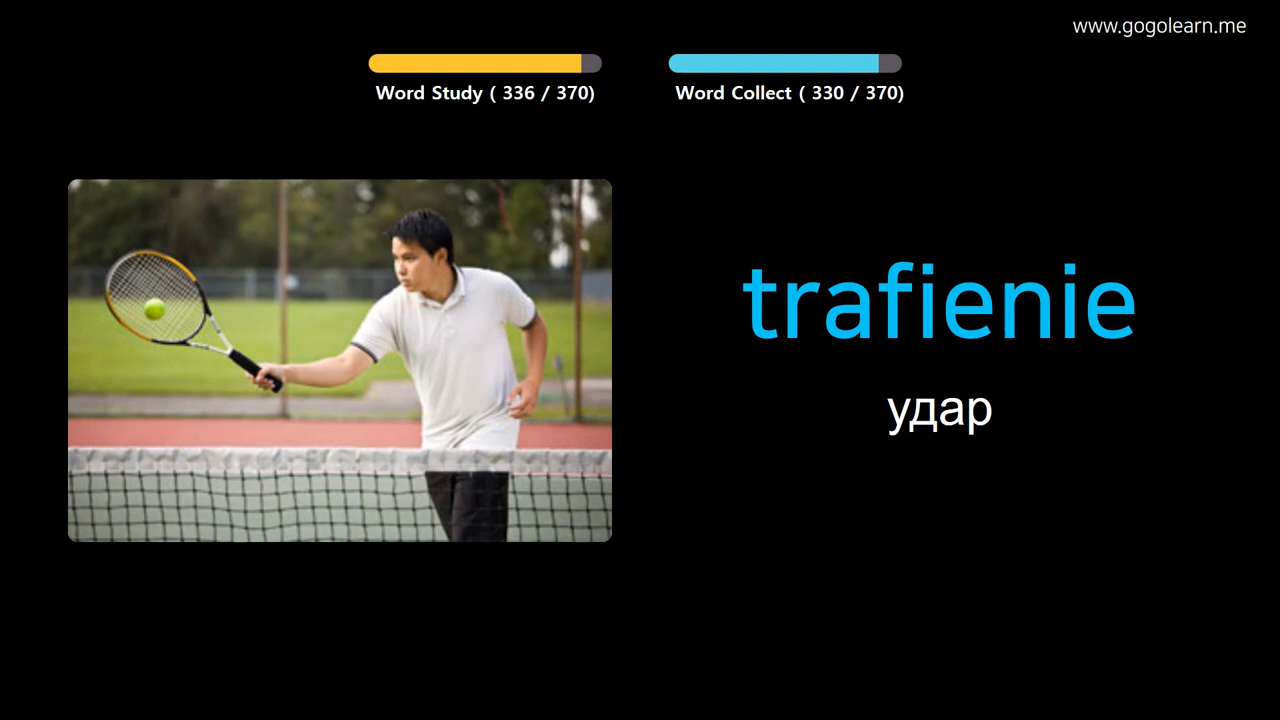 www.gogolearn.me
Word Study ( 336 / 370)
Word Collect ( 330 / 370)
trafienie
удар